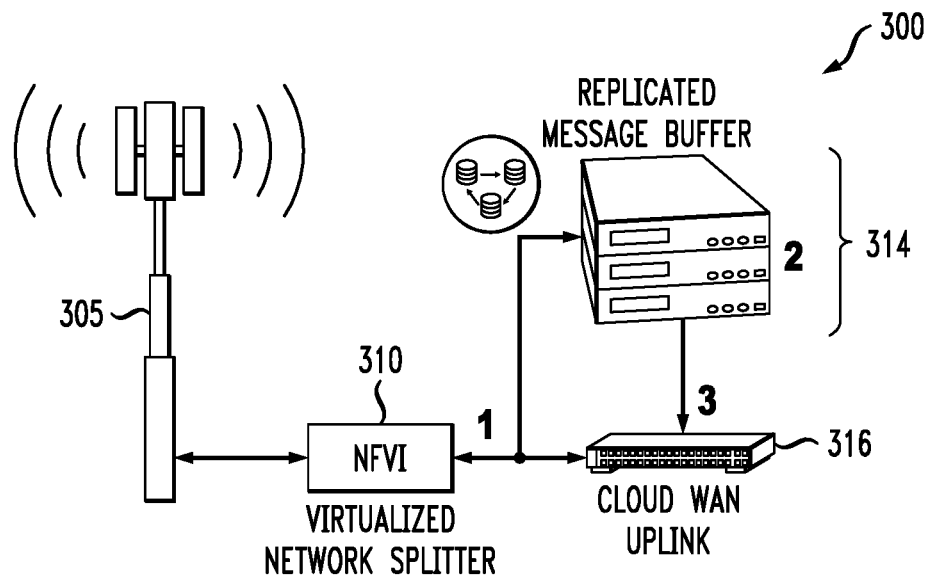 300
REPLICATED
MESSAGE BUFFER
2
314
305
310
1
3
NFVI
316
VIRTUALIZED
NETWORK SPLITTER
CLOUD WAN
UPLINK